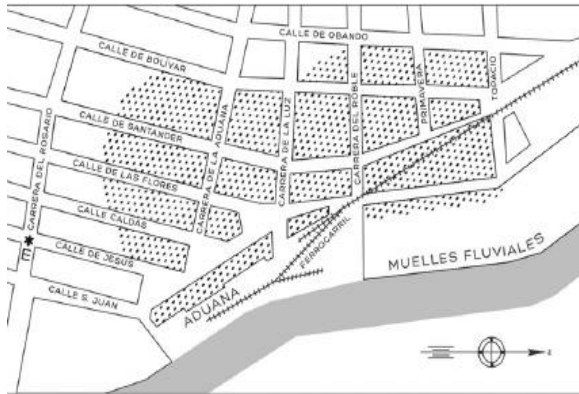 CALLE DE OBANDO
CALLE DE BOLIVAR
CALLE DE SANTANDER
CALLE DE LAS FLORES
CALLE CALDAS
CALLE DE JESUS
CALLE S. JUAN
CARRERA DEL ROSARIO
CARRERA DE LA ADUANA
CARRERA DE LA LUZ
CARRERA DEL ROBLE
PRIMAVERA
TOPACIO
FERROCARRIL
ADUANA
MUELLES FLUVIALES